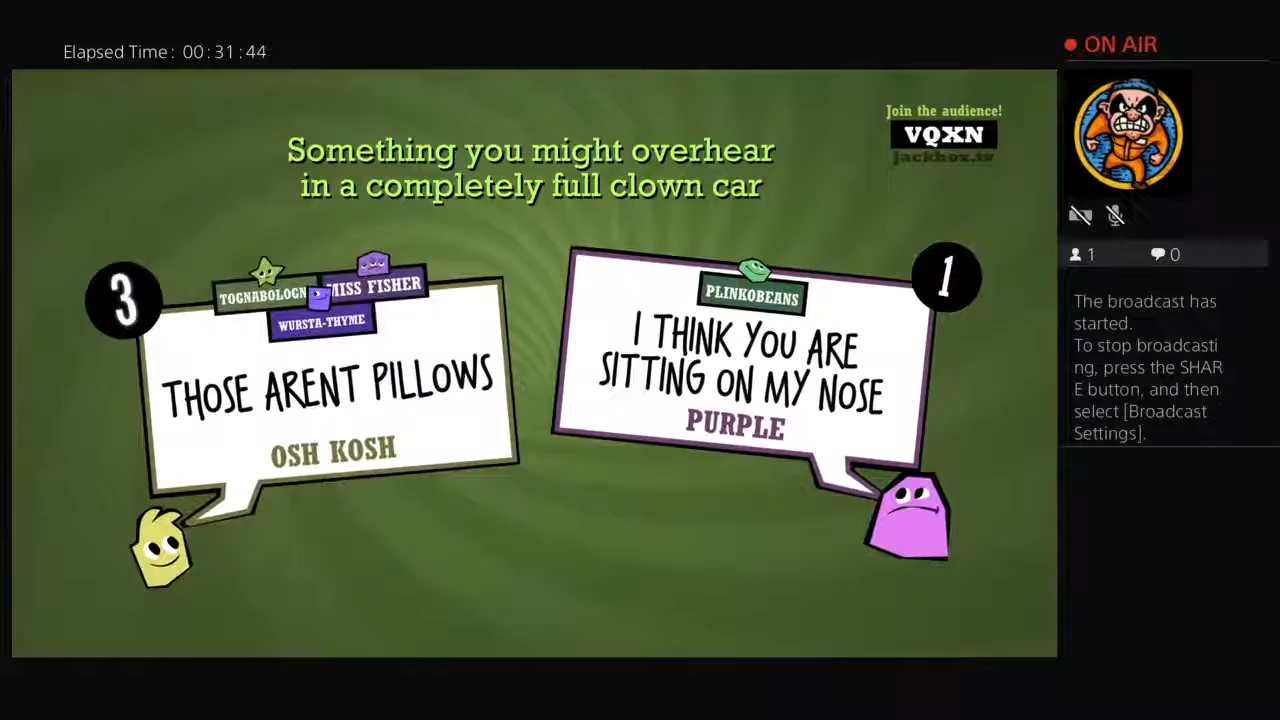 Elapsed Time: 00:31:44
ON AIR
Join the audience!
VQXN
jackbox.tv
Something you might overhear
in a completely full clown car
3
TOGNABOLOGN
MISS FISHER
WURSTA-THYME
THOSE ARENT PILLOWS
OSH KOSH
1
PLINKOBEANS
I THINK YOU ARE
SITTING ON MY NOSE
PURPLE
1
0
The broadcast has
started.
To stop broadcasti
ng, press the SHAR
E button, and then
select [Broadcast
Settings].